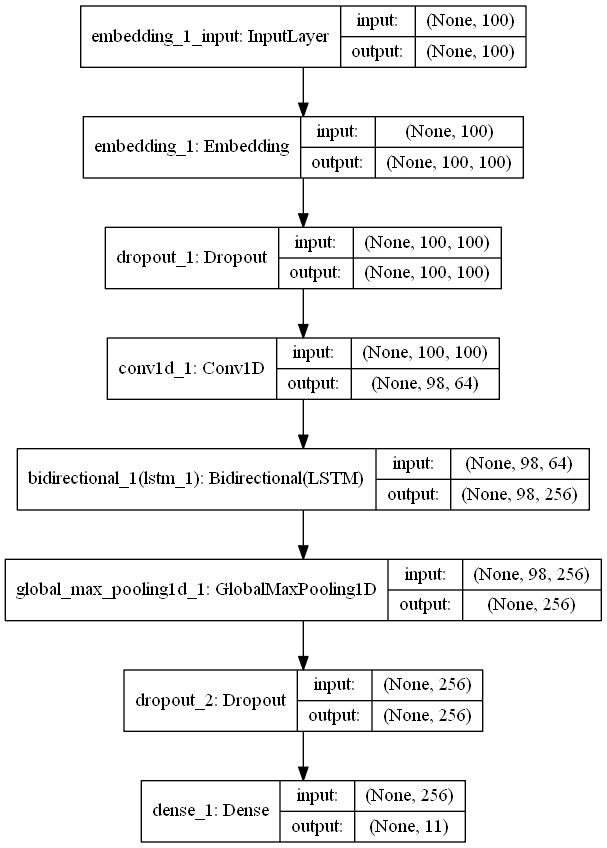 embedding_1_input: InputLayer
input: (None, 100)
output: (None, 100)
embedding_1: Embedding
input: (None, 100)
output: (None, 100, 100)
dropout_1: Dropout
input: (None, 100, 100)
output: (None, 100, 100)
conv1d_1: Conv1D
input: (None, 100, 100)
output: (None, 98, 64)
bidirectional_1(lstm_1): Bidirectional(LSTM)
input: (None, 98, 64)
output: (None, 98, 256)
global_max_pooling1d_1: GlobalMaxPooling1D
input: (None, 98, 256)
output: (None, 256)
dropout_2: Dropout
input: (None, 256)
output: (None, 256)
dense_1: Dense
input: (None, 256)
output: (None, 11)